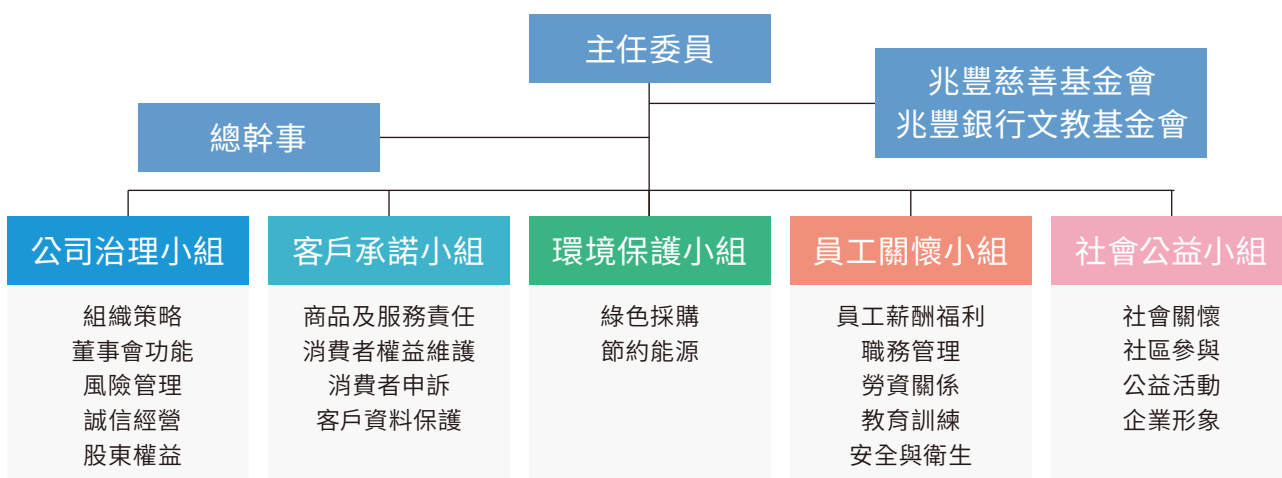 主任委員
兆豐慈善基金會
兆豐銀行文教基金會
總幹事
公司治理小組
組織策略
董事會功能
風險管理
誠信經營
股東權益
客戶承諾小組
商品及服務責任
消費者權益維護
消費者申訴
客戶資料保護
環境保護小組
綠色採購
節約能源
員工關懷小組
員工薪酬福利
職務管理
勞資關係
教育訓練
安全與衛生
社會公益小組
社會關懷
社區參與
公益活動
企業形象